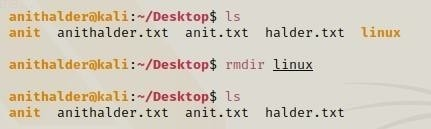 anithalder@kali:~/Desktop$ ls
anit  anithalder.txt  anit.txt  halder.txt  linux
anithalder@kali:~/Desktop$ rmdir linux
anithalder@kali:~/Desktop$ ls
anit  anithalder.txt  anit.txt  halder.txt